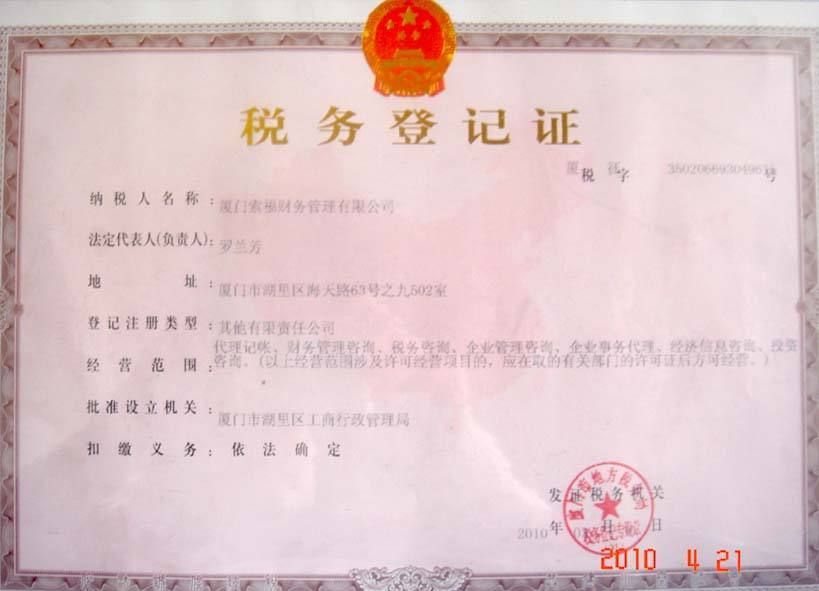 税务登记证
厦 税 征 字 35020669304961 号
纳税人名称：厦门索福财务管理有限公司
法定代表人(负责人)：罗兰芳
地址：厦门市湖里区海天路63号之九502室
登记注册类型：其他有限责任公司
经营范围：代理记帐、财务管理咨询、税务咨询、企业管理咨询、企业事务代理、经济信息咨询、投资
咨询。(以上经营范围涉及许可经营项目的，应在取的有关部门的许可证后方可经营。)
批准设立机关：厦门市湖里区工商行政管理局
扣缴义务：依法确定
发证税务机关
2010 年 月 日
2010 4 21